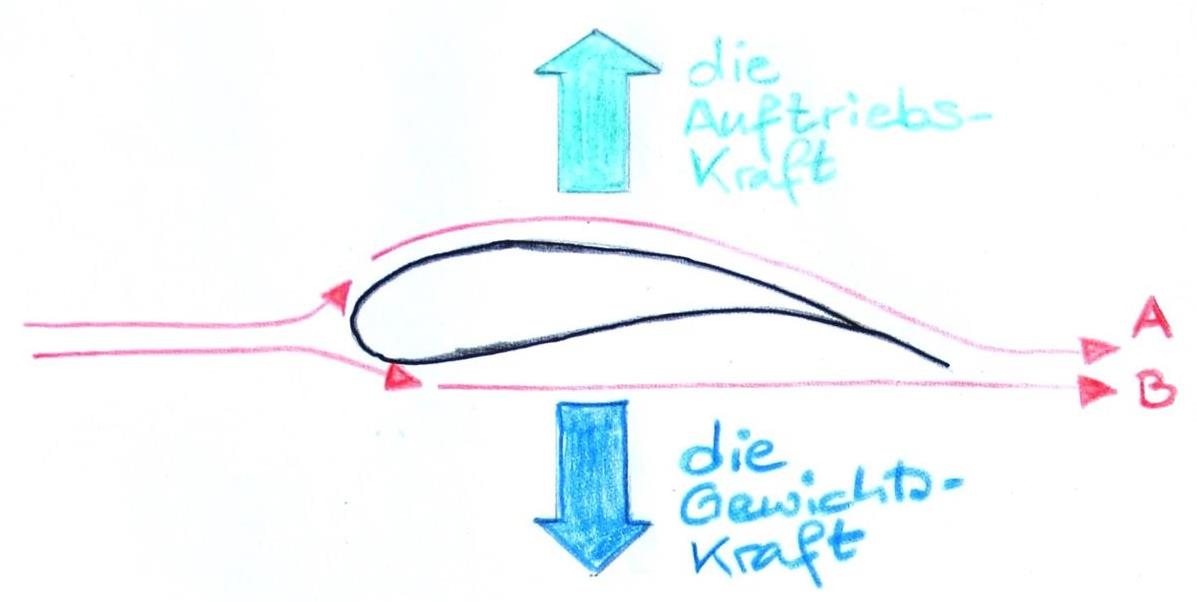 die
Auftriebs-
Kraft
A
B
die
Gewichts-
Kraft